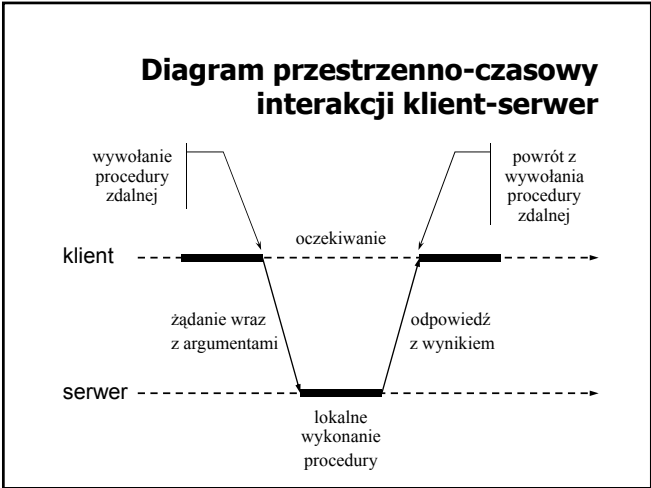 Diagram przestrzenno-czasowy
interakcji klient-serwer
wywołanie
procedury
zdalnej
powrót z
wywołania
procedury
zdalnej
oczekiwanie
klient
żądanie wraz
z argumentami
odpowiedź
z wynikiem
serwer
lokalne
wykonanie
procedury